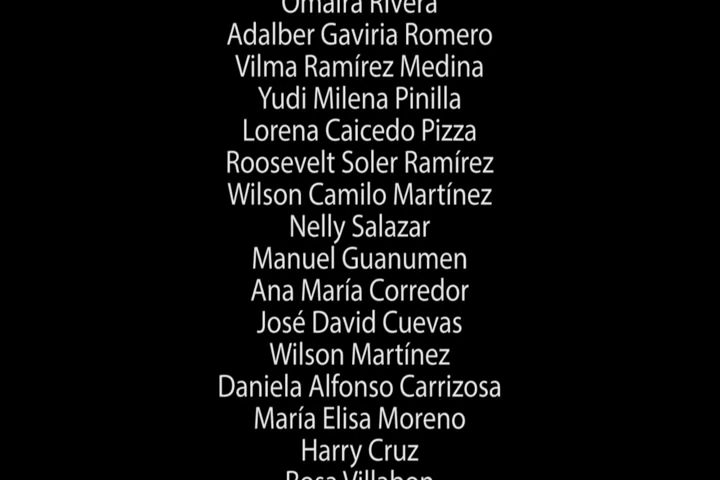 Omaira Rivera
Adalber Gaviria Romero
Vilma Ramírez Medina
Yudi Milena Pinilla
Lorena Caicedo Pizza
Roosevelt Soler Ramírez
Wilson Camilo Martínez
Nelly Salazar
Manuel Guanumen
Ana María Corredor
José David Cuevas
Wilson Martínez
Daniela Alfonso Carrizosa
María Elisa Moreno
Harry Cruz
Rosa Villabon